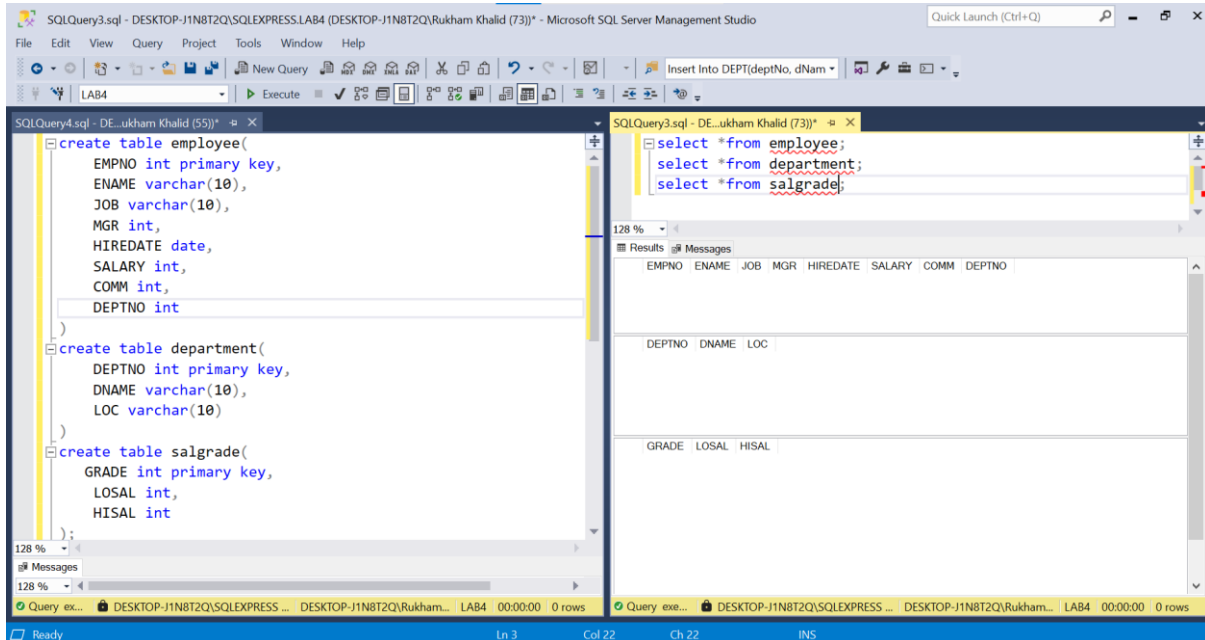 SQLQuery3.sql - DESKTOP-J1N8T2Q\SQLEXPRESS.LAB4 (DESKTOP-J1N8T2Q\Rukham Khalid (73))* - Microsoft SQL Server Management Studio
Quick Launch (Ctrl+Q)
File Edit View Query Project Tools Window Help
New Query MDX DMX XMLA DAX Insert Into DEPT(deptNo, dNam
LAB4 Execute
SQLQuery4.sql - DE...ukham Khalid (55))*
create table employee(
EMPNO int primary key,
ENAME varchar(10),
JOB varchar(10),
MGR int,
HIREDATE date,
SALARY int,
COMM int,
DEPTNO int
)
create table department(
DEPTNO int primary key,
DNAME varchar(10),
LOC varchar(10)
)
create table salgrade(
GRADE int primary key,
LOSAL int,
HISAL int
);
128 %
Messages
128 %
Query ex... DESKTOP-J1N8T2Q\SQLEXPRESS ... DESKTOP-J1N8T2Q\Rukham... LAB4 00:00:00 0 rows
SQLQuery3.sql - DE...ukham Khalid (73))*
select *from employee;
select *from department;
select *from salgrade;
128 %
Results Messages
EMPNO ENAME JOB MGR HIREDATE SALARY COMM DEPTNO
DEPTNO DNAME LOC
GRADE LOSAL HISAL
Query exe... DESKTOP-J1N8T2Q\SQLEXPRESS ... DESKTOP-J1N8T2Q\Rukham... LAB4 00:00:00 0 rows
Ready Ln 3 Col 22 Ch 22 INS